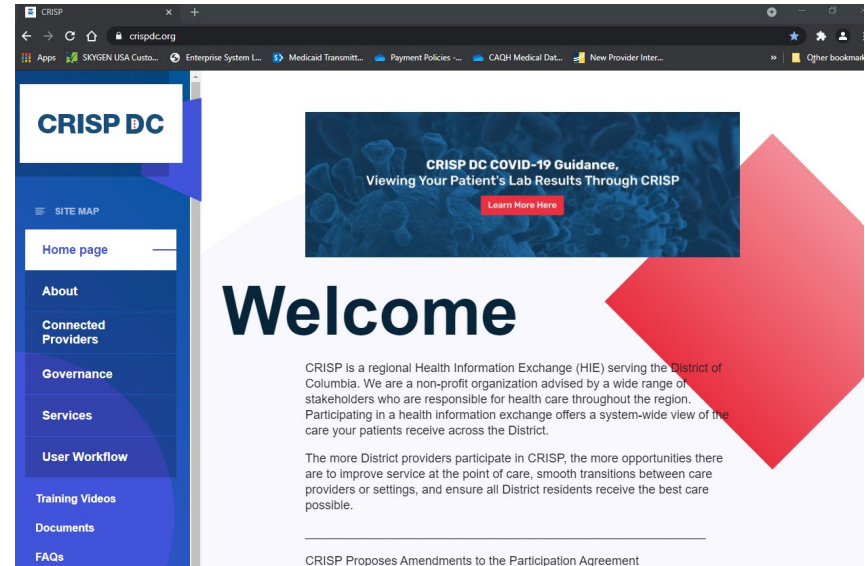 CRISP
crispdc.org
Apps SKYGEN USA Custo... Enterprise System L... Medicaid Transmitt... Payment Policies -... CAQH Medical Dat... New Provider Inter... » Other bookmark
CRISP DC
SITE MAP
Home page
About
Connected
Providers
Governance
Services
User Workflow
Training Videos
Documents
FAQs
CRISP DC COVID-19 Guidance,
Viewing Your Patient's Lab Results Through CRISP
Learn More Here
Welcome
CRISP is a regional Health Information Exchange (HIE) serving the District of
Columbia. We are a non-profit organization advised by a wide range of
stakeholders who are responsible for health care throughout the region.
Participating in a health information exchange offers a system-wide view of the
care your patients receive across the District.
The more District providers participate in CRISP, the more opportunities there
are to improve service at the point of care, smooth transitions between care
providers or settings, and ensure all District residents receive the best care
possible.
CRISP Proposes Amendments to the Participation Agreement